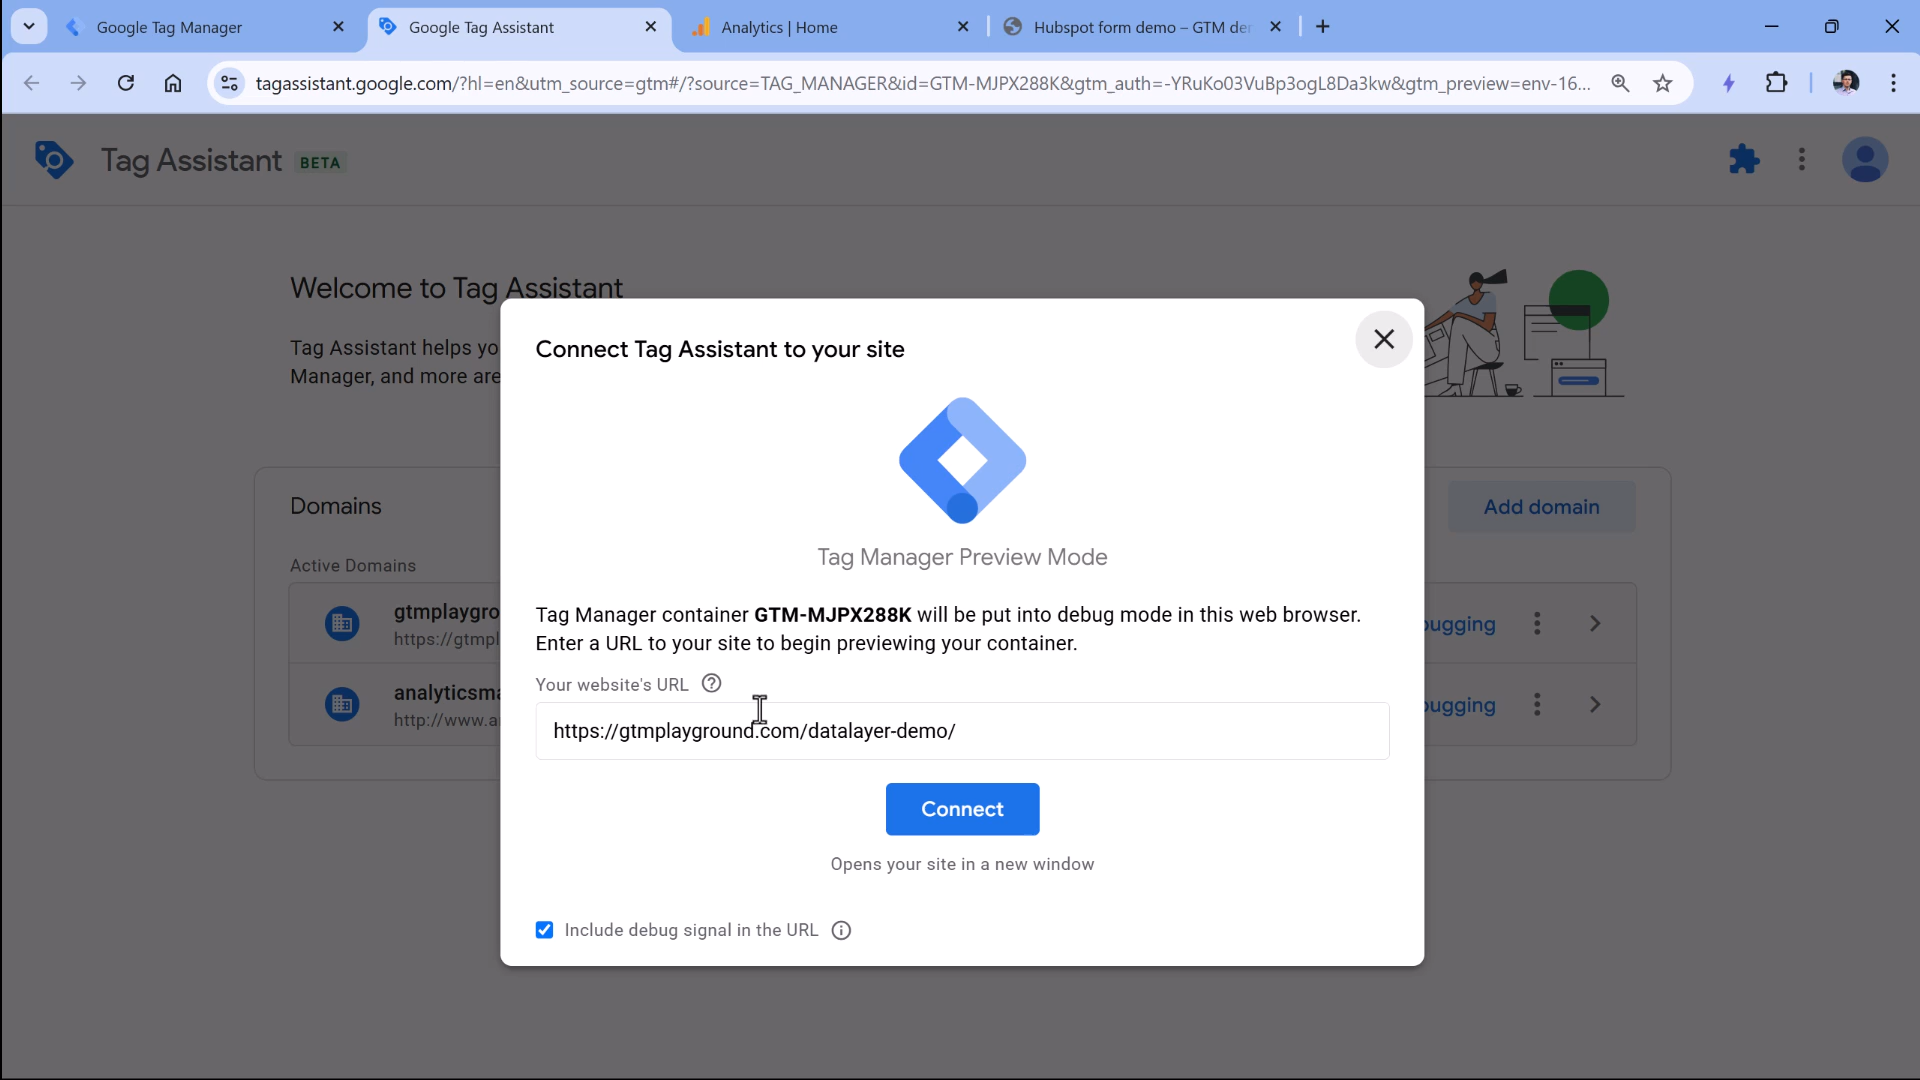 Google Tag Manager
Google Tag Assistant
Analytics | Home
Hubspot form demo – GTM de
tagassistant.google.com/?hl=en&utm_source=gtm#/?source=TAG_MANAGER&id=GTM-MJPX288K&gtm_auth=-YRuKo03VuBp3ogL8Da3kw&gtm_preview=env-16...
Tag Assistant BETA
Welcome to Tag Assistant
Tag Assistant helps yo
Manager, and more are
Connect Tag Assistant to your site
Tag Manager Preview Mode
Tag Manager container GTM-MJPX288K will be put into debug mode in this web browser.
Enter a URL to your site to begin previewing your container.
Your website's URL
https://gtmplayground.com/datalayer-demo/
Connect
Opens your site in a new window
Include debug signal in the URL
Domains
Add domain
Active Domains
gtmplaygro
https://gtmpl
ugging
analyticsma
http://www.a
ugging